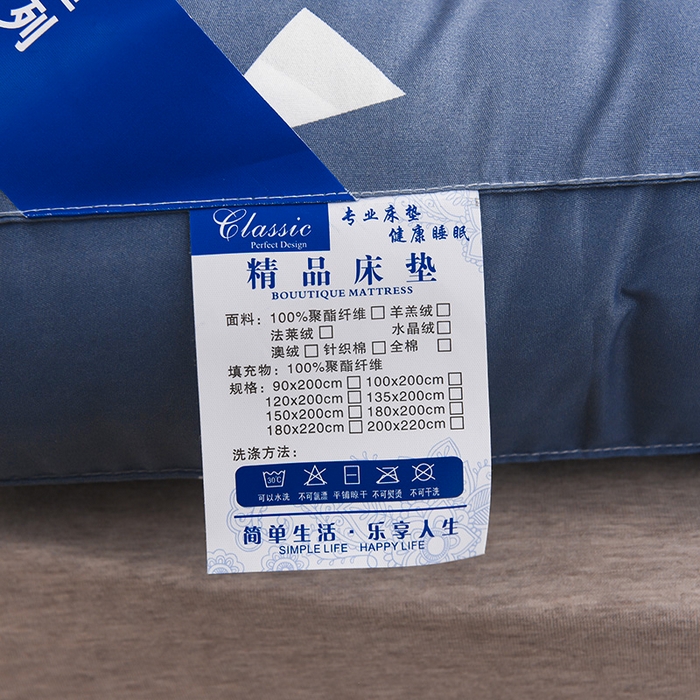 列
Classic
Perfect Design
专业床垫
健康睡眠
精品床垫
BOUUTIQUE MATTRESS
面料: 100%聚酯纤维□ 羊羔绒□
法莱绒□ 水晶绒□
澳绒□ 针织棉□ 全棉□
填充物: 100%聚酯纤维
规格: 90x200cm□ 100x200cm□
120x200cm□ 135x200cm□
150x200cm□ 180x200cm□
180x220cm□ 200x220cm□
洗涤方法:
30℃
可以水洗 不可氯漂 平铺晾干 不可熨烫 不可干洗
简单生活·乐享人生
SIMPLE LIFE HAPPY LIFE